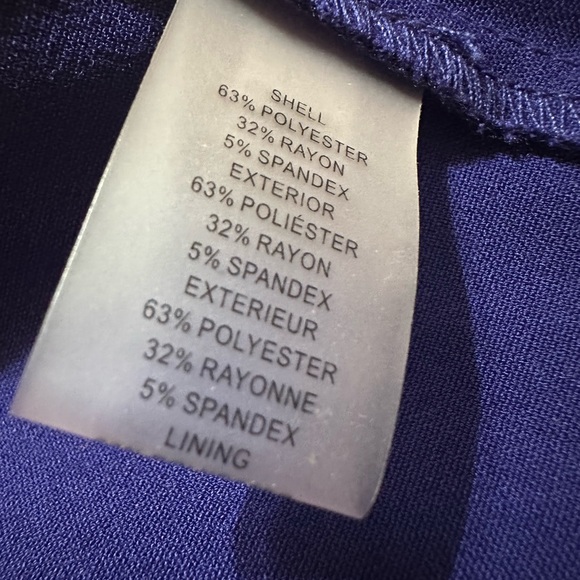 SHELL
63% POLYESTER
32% RAYON
5% SPANDEX
EXTERIOR
63% POLIÉSTER
32% RAYON
5% SPANDEX
EXTERIEUR
63% POLYESTER
32% RAYONNE
5% SPANDEX
LINING